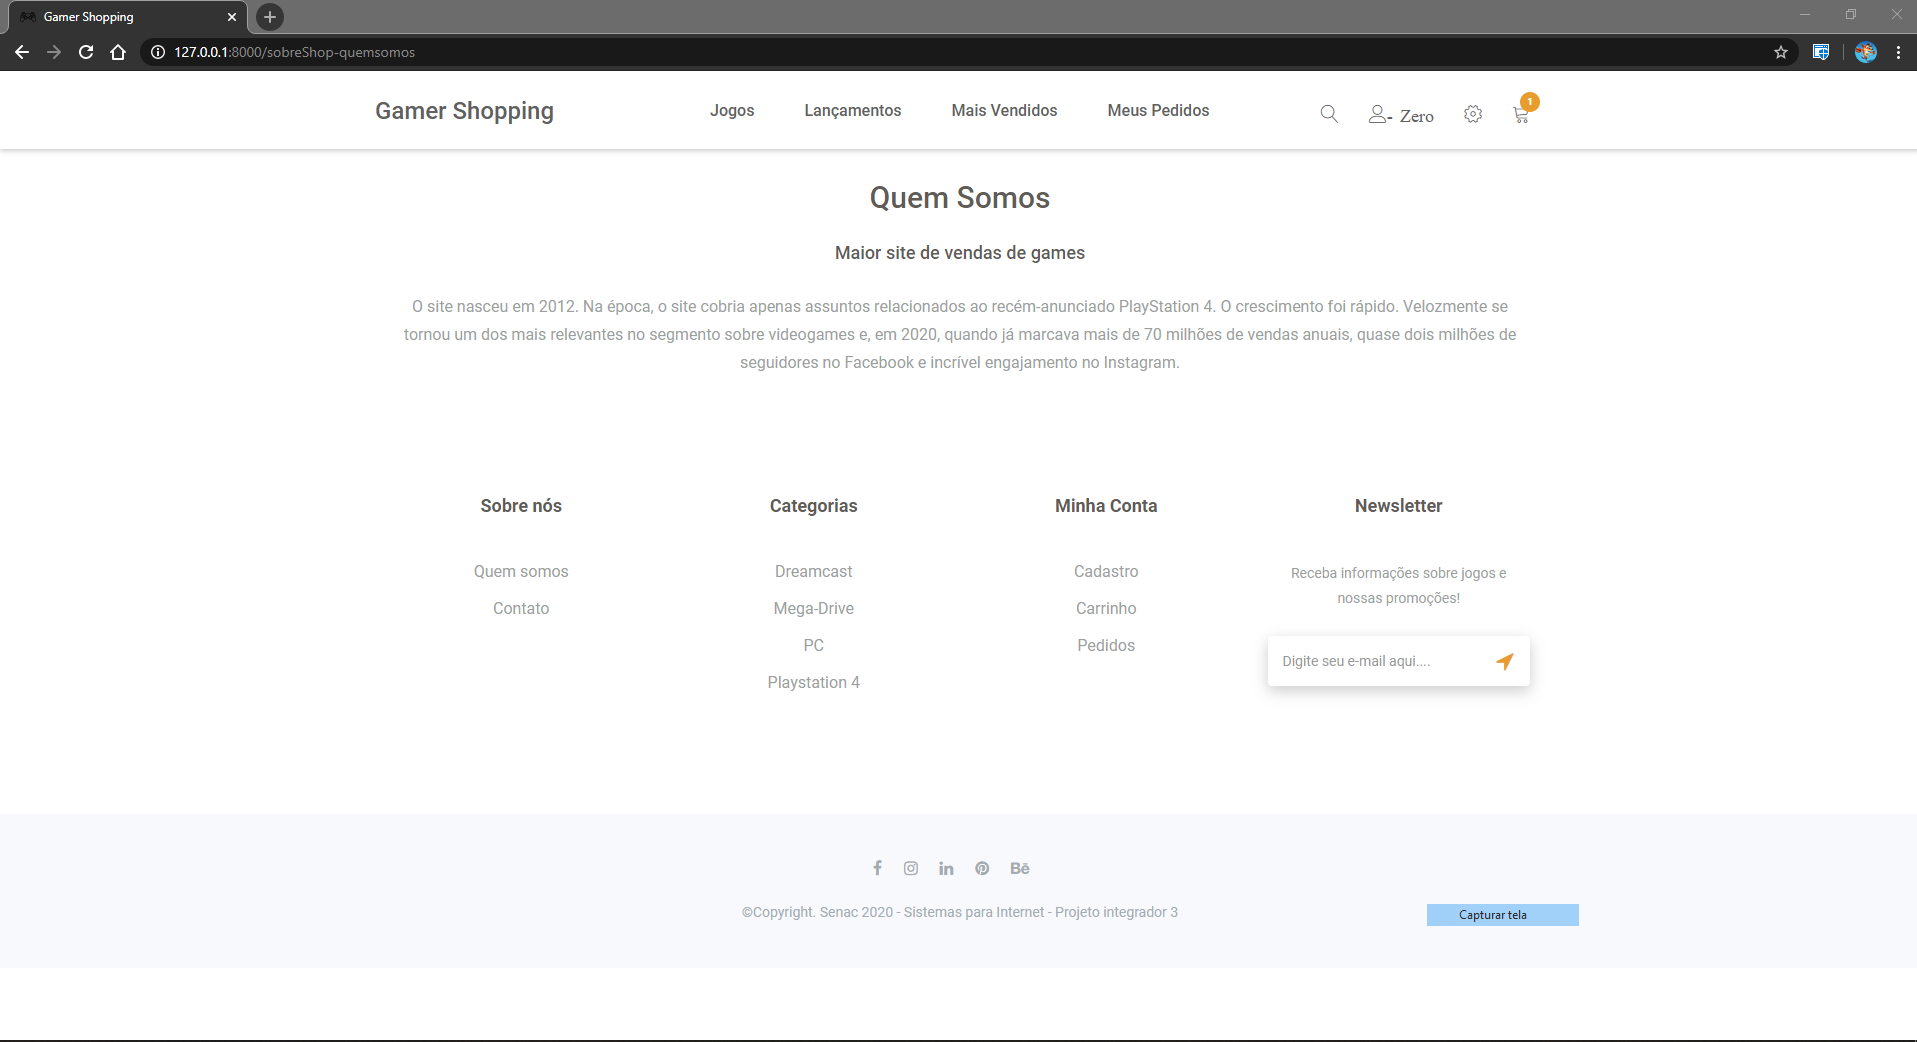 Gamer Shopping
127.0.0.1:8000/sobreShop-quemsomos
Gamer Shopping
Jogos
Lançamentos
Mais Vendidos
Meus Pedidos
- Zero
1
Quem Somos
Maior site de vendas de games
O site nasceu em 2012. Na época, o site cobria apenas assuntos relacionados ao recém-anunciado PlayStation 4. O crescimento foi rápido. Velozmente se
tornou um dos mais relevantes no segmento sobre videogames e, em 2020, quando já marcava mais de 70 milhões de vendas anuais, quase dois milhões de
seguidores no Facebook e incrível engajamento no Instagram.
Sobre nós
Quem somos
Contato
Categorias
Dreamcast
Mega-Drive
PC
Playstation 4
Minha Conta
Cadastro
Carrinho
Pedidos
Newsletter
Receba informações sobre jogos e
nossas promoções!
Digite seu e-mail aqui....
©Copyright. Senac 2020 - Sistemas para Internet - Projeto integrador 3
Capturar tela